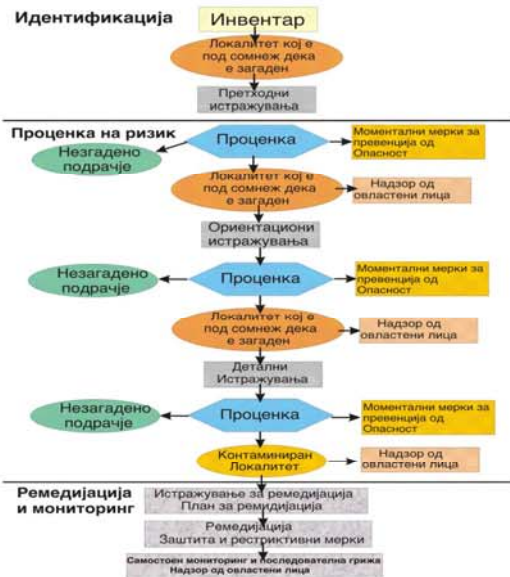 Идентификација
Инвентар
Локалитет кој е
под сомнеж дека
е загаден
Претходни
истражувања
Проценка на ризик
Проценка
Моментални мерки за
превенција од
Опасност
Незгадено
подрачје
Локалитет кој е
под сомнеж дека
е загаден
Надзор од
овластени лица
Ориентациони
истражувања
Незагадено
подрачје
Проценка
Моментални мерки за
превенција од
Опасност
Локалитет кој е
под сомнеж дека
е загаден
Надзор од
овластени лица
Детални
Истражувања
Незагадено
подрачје
Проценка
Моментални мерки за
превенција од
Опасност
Контаминиран
Локалитет
Надзор од
овластени лица
Ремедијација
и мониторинг
Истражување за ремедијација
План за ремидијација
Ремедијација
Заштита и рестриктивни мерки
Самостоен мониторинг и последователна грижа
Надзор од овластени лица